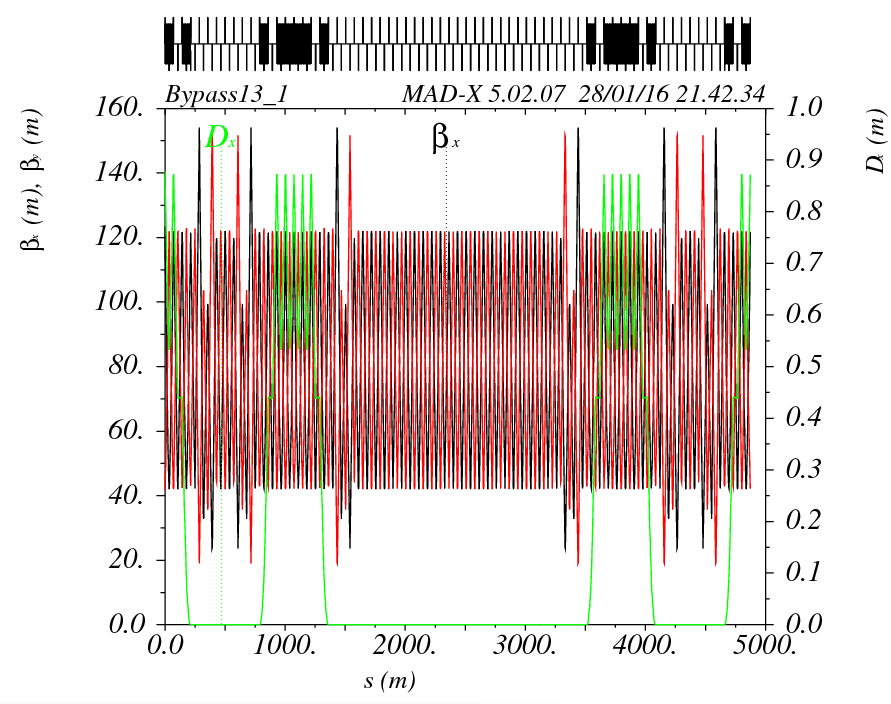 Bypass13_1 MAD-X 5.02.07 28/01/16 21.42.34
βx (m), βy (m)
160.
140.
120.
100.
80.
60.
40.
20.
0.0
Dx
βx
1.0
0.9
0.8
0.7
0.6
0.5
0.4
0.3
0.2
0.1
0.0
Dx (m)
0.0 1000. 2000. 3000. 4000. 5000.
s (m)